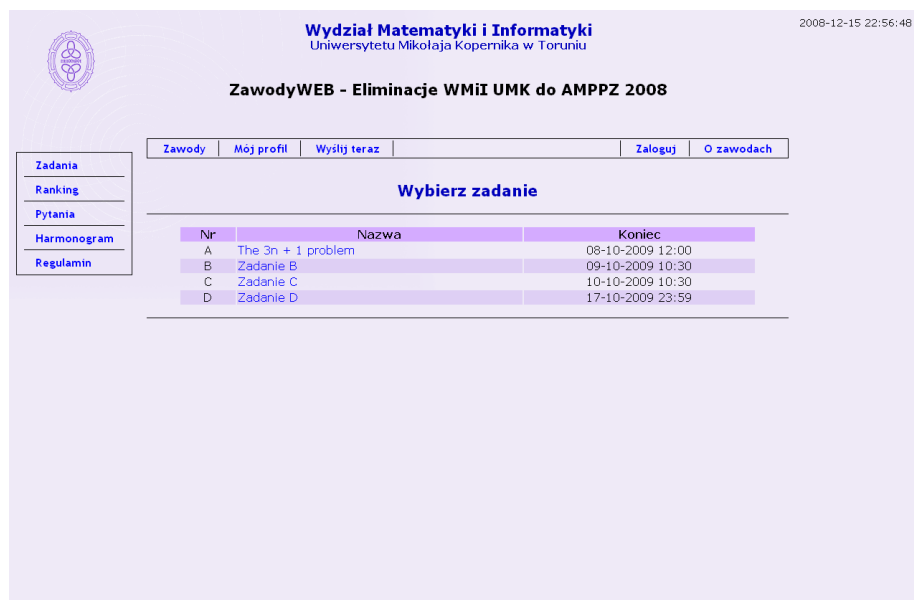 Wydział Matematyki i Informatyki
2008-12-15 22:56:48
Uniwersytetu Mikołaja Kopernika w Toruniu
ZawodyWEB - Eliminacje WMiI UMK do AMPPZ 2008
Zawody Mój profil Wyślij teraz Zaloguj O zawodach
Zadania
Ranking
Pytania
Harmonogram
Regulamin
Wybierz zadanie
Nr Nazwa Koniec
A The 3n + 1 problem 08-10-2009 12:00
B Zadanie B 09-10-2009 10:30
C Zadanie C 10-10-2009 10:30
D Zadanie D 17-10-2009 23:59